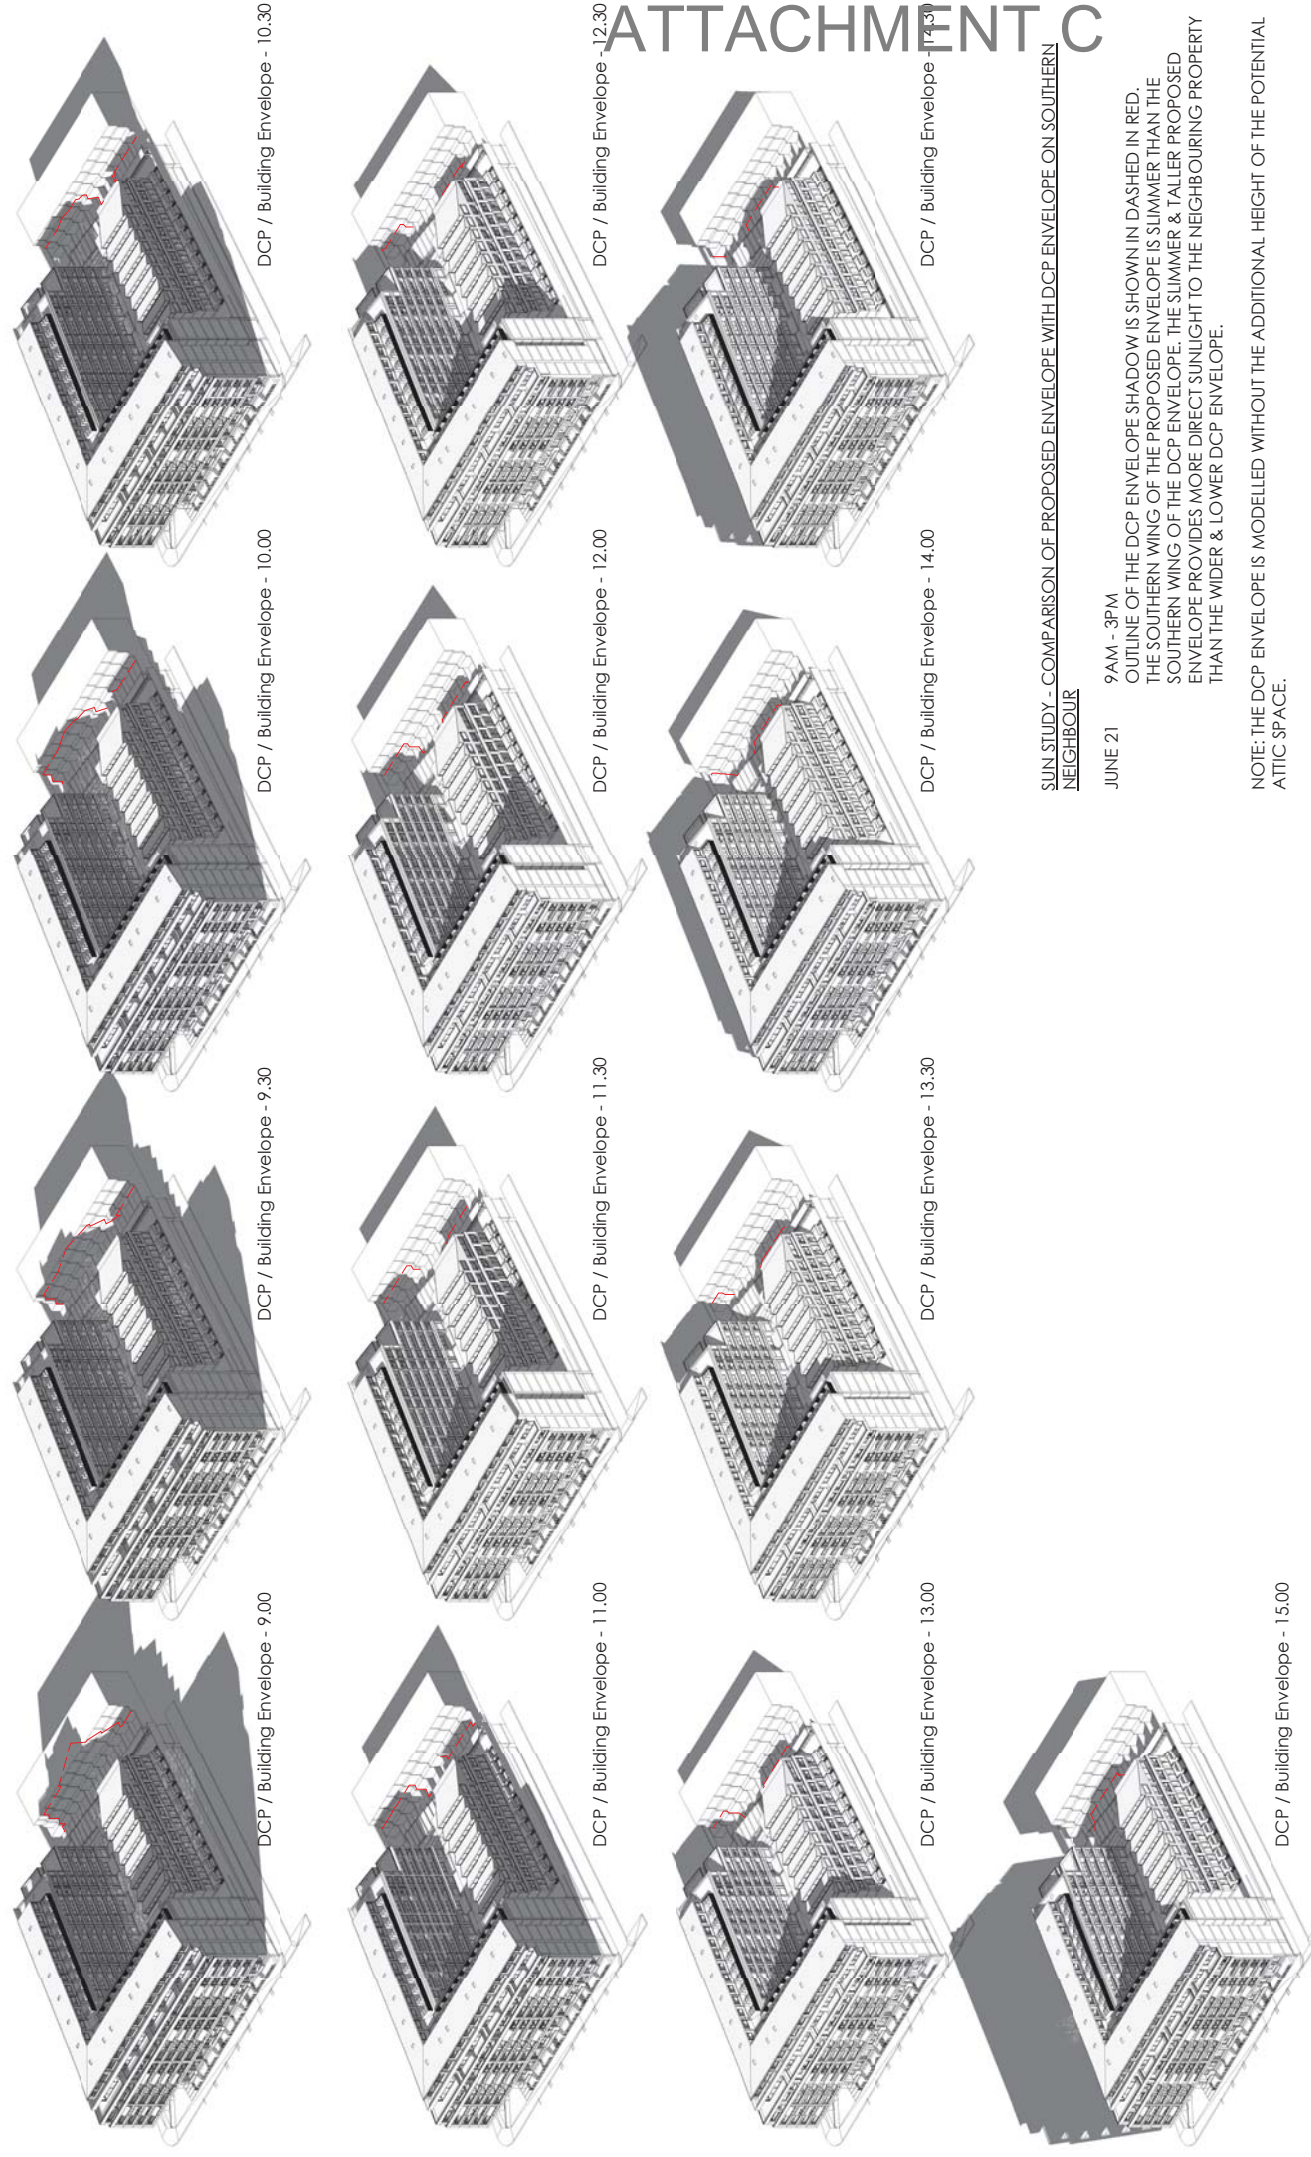 ATTACHMENT C
DCP / Building Envelope - 9.00
DCP / Building Envelope - 9.30
DCP / Building Envelope - 10.00
DCP / Building Envelope - 10.30
DCP / Building Envelope - 11.00
DCP / Building Envelope - 11.30
DCP / Building Envelope - 12.00
DCP / Building Envelope - 12.30
DCP / Building Envelope - 13.00
DCP / Building Envelope - 13.30
DCP / Building Envelope - 14.00
DCP / Building Envelope - 14.30
DCP / Building Envelope - 15.00
SUN STUDY - COMPARISON OF PROPOSED ENVELOPE WITH DCP ENVELOPE ON SOUTHERN
NEIGHBOUR
JUNE 21 9AM - 3PM
OUTLINE OF THE DCP ENVELOPE SHADOW IS SHOWN IN DASHED IN RED.
THE SOUTHERN WING OF THE PROPOSED ENVELOPE IS SLIMMER THAN THE
SOUTHERN WING OF THE DCP ENVELOPE. THE SLIMMER & TALLER PROPOSED
ENVELOPE PROVIDES MORE DIRECT SUNLIGHT TO THE NEIGHBOURING PROPERTY
THAN THE WIDER & LOWER DCP ENVELOPE.
NOTE: THE DCP ENVELOPE IS MODELLED WITHOUT THE ADDITIONAL HEIGHT OF THE POTENTIAL
ATTIC SPACE.